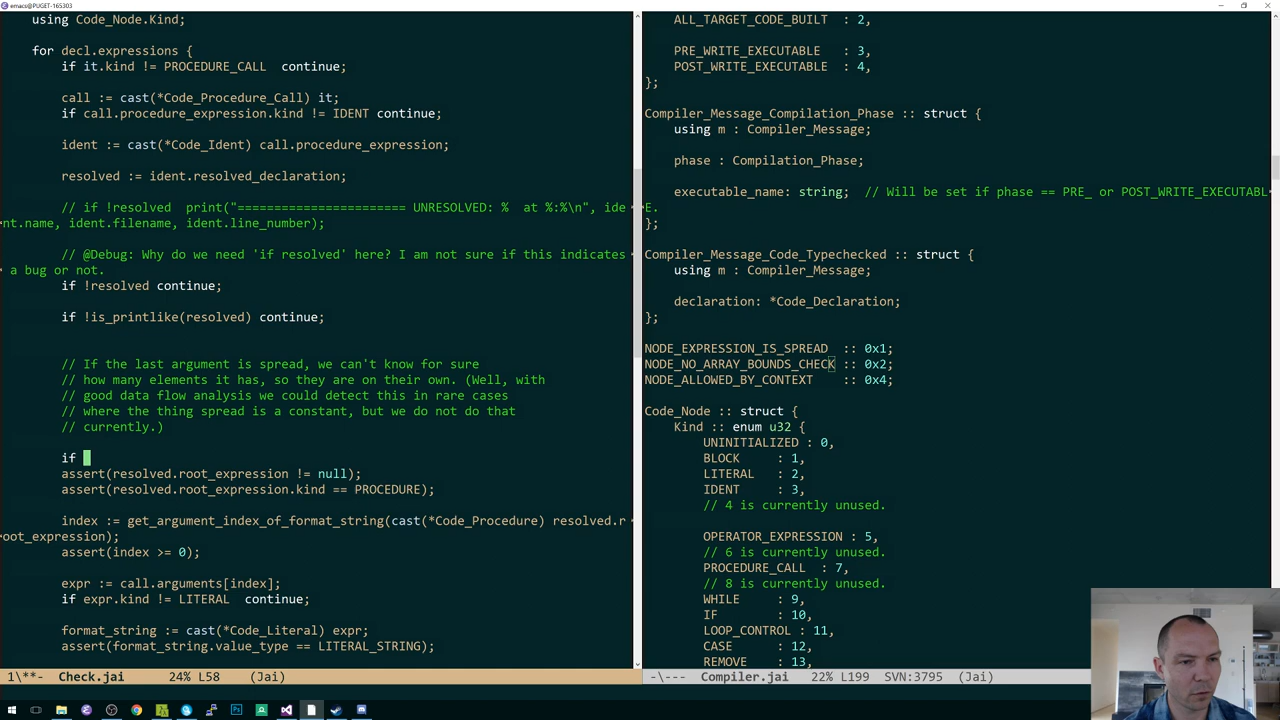 emacs@PUGET-165303
using Code_Node.Kind;
for decl.expressions {
if it.kind != PROCEDURE_CALL  continue;
call := cast(*Code_Procedure_Call) it;
if call.procedure_expression.kind != IDENT continue;
ident := cast(*Code_Ident) call.procedure_expression;
resolved := ident.resolved_declaration;
// if !resolved  print("======================= UNRESOLVED: %  at %:%\n", ide
nt.name, ident.filename, ident.line_number);
// @Debug: Why do we need 'if resolved' here? I am not sure if this indicates
a bug or not.
if !resolved continue;
if !is_printlike(resolved) continue;
// If the last argument is spread, we can't know for sure
// how many elements it has, so they are on their own. (Well, with
// good data flow analysis we could detect this in rare cases
// where the thing spread is a constant, but we do not do that
// currently.)
if
assert(resolved.root_expression != null);
assert(resolved.root_expression.kind == PROCEDURE);
index := get_argument_index_of_format_string(cast(*Code_Procedure) resolved.r
oot_expression);
assert(index >= 0);
expr := call.arguments[index];
if expr.kind != LITERAL  continue;
format_string := cast(*Code_Literal) expr;
assert(format_string.value_type == LITERAL_STRING);
1\**-  Check.jai      24% L58    (Jai)
ALL_TARGET_CODE_BUILT    : 2,
PRE_WRITE_EXECUTABLE     : 3,
POST_WRITE_EXECUTABLE    : 4,
};
Compiler_Message_Compilation_Phase :: struct {
using m : Compiler_Message;
phase : Compilation_Phase;
executable_name: string;  // Will be set if phase == PRE_ or POST_WRITE_EXECUTABL
E.
};
Compiler_Message_Code_Typechecked :: struct {
using m : Compiler_Message;
declaration: *Code_Declaration;
};
NODE_EXPRESSION_IS_SPREAD  :: 0x1;
NODE_NO_ARRAY_BOUNDS_CHECK :: 0x2;
NODE_ALLOWED_BY_CONTEXT    :: 0x4;
Code_Node :: struct {
Kind :: enum u32 {
UNINITIALIZED : 0,
BLOCK     : 1,
LITERAL   : 2,
IDENT     : 3,
// 4 is currently unused.
OPERATOR_EXPRESSION : 5,
// 6 is currently unused.
PROCEDURE_CALL  : 7,
// 8 is currently unused.
WHILE     : 9,
IF        : 10,
LOOP_CONTROL : 11,
CASE      : 12,
REMOVE    : 13,
-\---  Compiler.jai   22% L199   SVN:3795  (Jai)